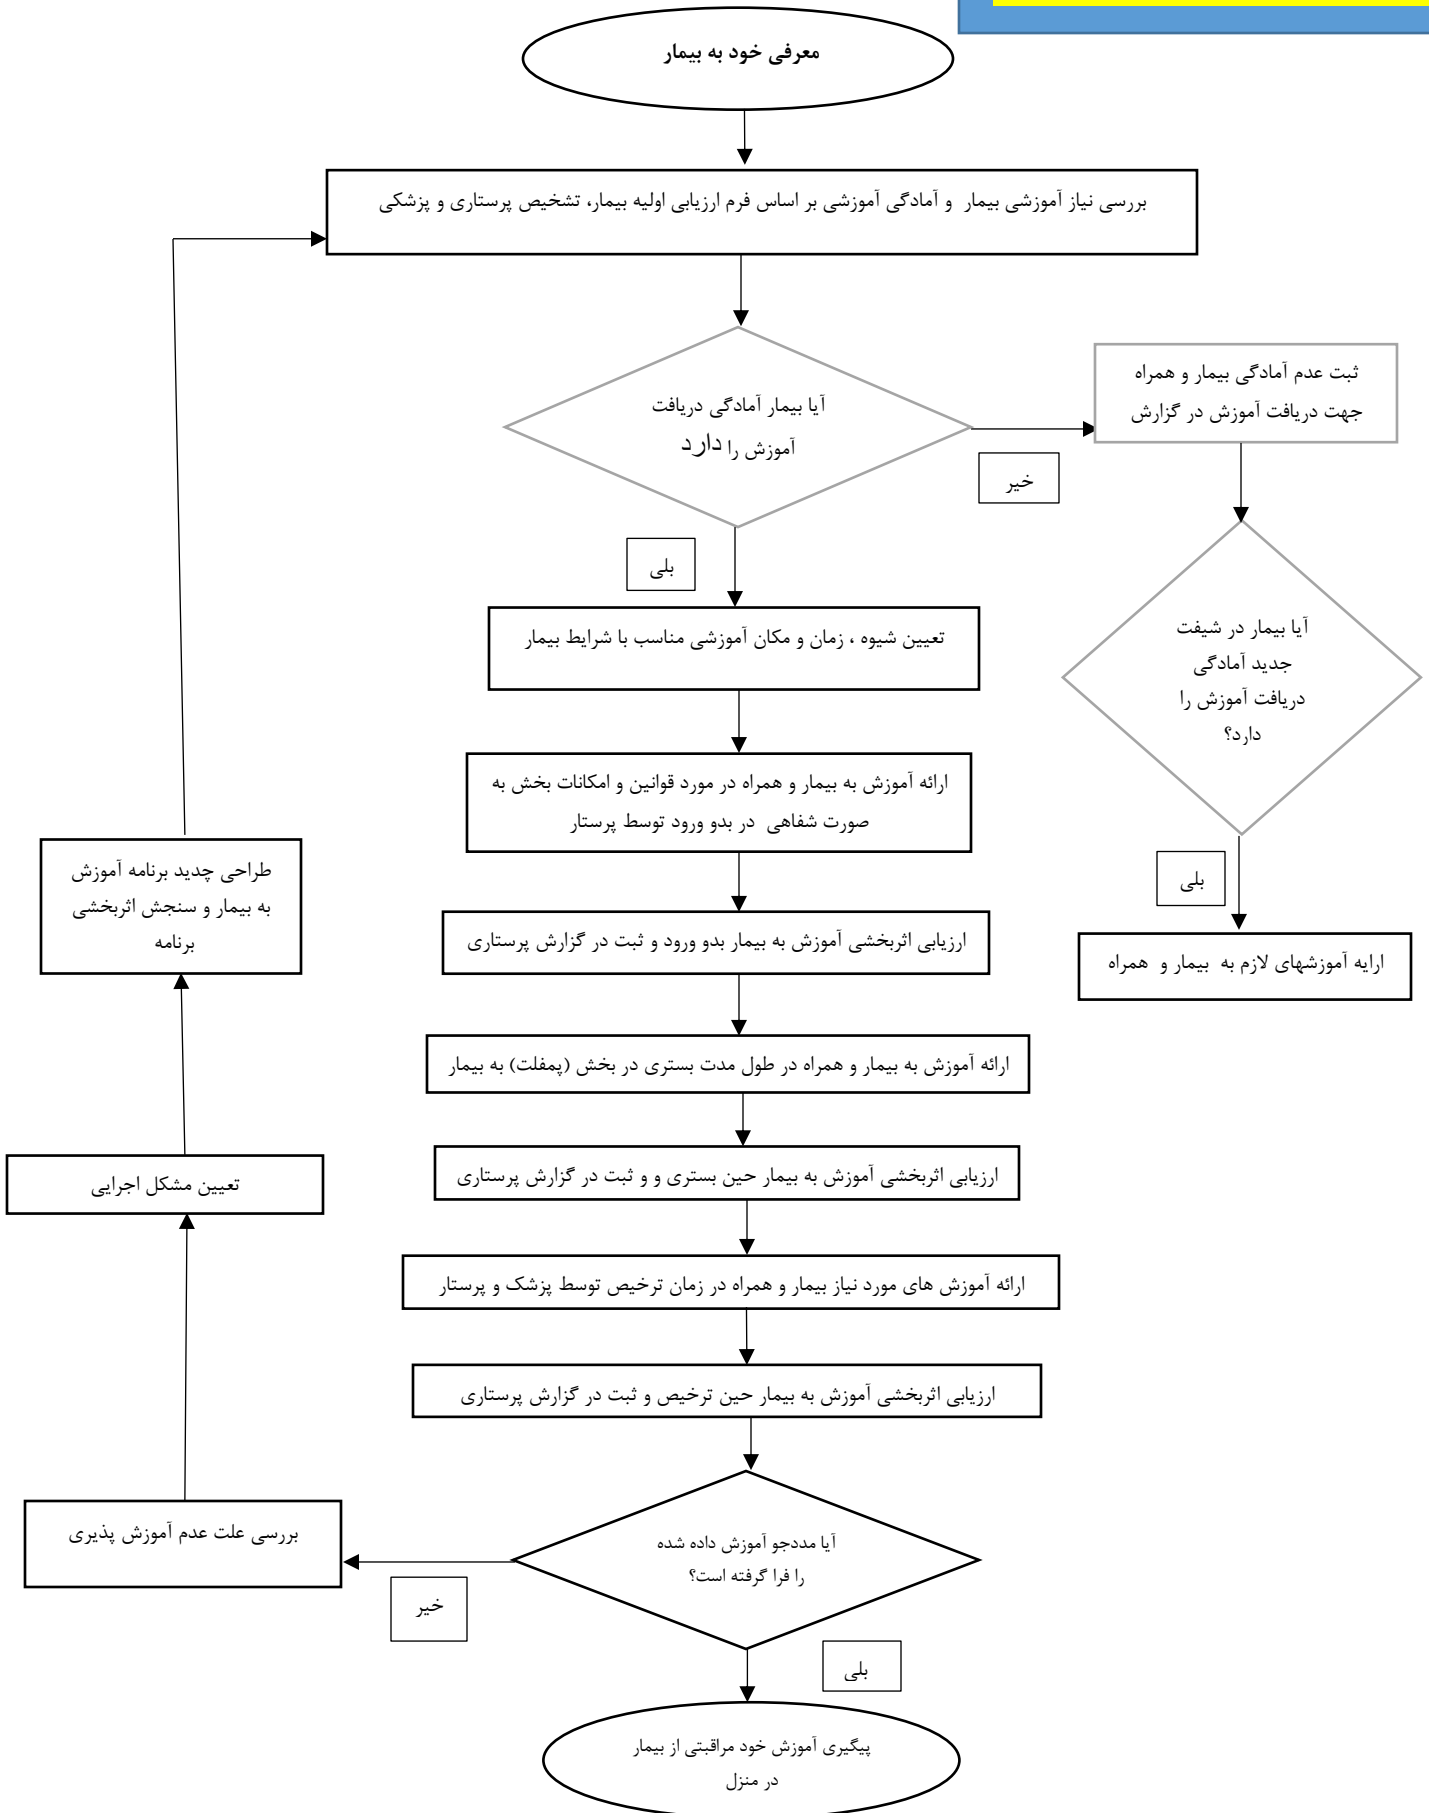 معرفی خود به بیمار
بررسی نیاز آموزشی بیمار و آمادگی آموزشی بر اساس فرم ارزیابی اولیه بیمار، تشخیص پرستاری و پزشکی
آیا بیمار آمادگی دریافت
آموزش را دارد
خیر
ثبت عدم آمادگی بیمار و همراه
جهت دریافت آموزش در گزارش
آیا بیمار در شیفت
جدید آمادگی
دریافت آموزش را
دارد؟
بلی
ارایه آموزشهای لازم به بیمار و همراه
بلی
تعیین شیوه ، زمان و مکان آموزشی مناسب با شرایط بیمار
ارائه آموزش به بیمار و همراه در مورد قوانین و امکانات بخش به
صورت شفاهی در بدو ورود توسط پرستار
ارزیابی اثربخشی آموزش به بیمار بدو ورود و ثبت در گزارش پرستاری
ارائه آموزش به بیمار و همراه در طول مدت بستری در بخش (پمفلت) به بیمار
ارزیابی اثربخشی آموزش به بیمار حین بستری و و ثبت در گزارش پرستاری
ارائه آموزش های مورد نیاز بیمار و همراه در زمان ترخیص توسط پزشک و پرستار
ارزیابی اثربخشی آموزش به بیمار حین ترخیص و ثبت در گزارش پرستاری
آیا مددجو آموزش داده شده
را فرا گرفته است؟
خیر
بررسی علت عدم آموزش پذیری
تعیین مشکل اجرایی
طراحی چدید برنامه آموزش
به بیمار و سنجش اثربخشی
برنامه
بلی
پیگیری آموزش خود مراقبتی از بیمار
در منزل